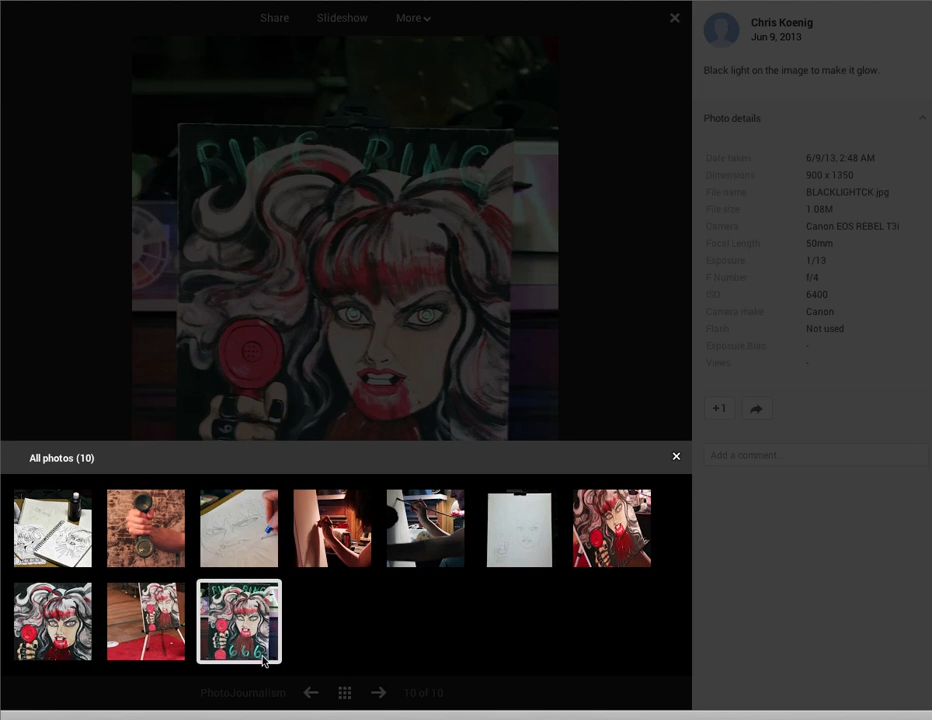 Share Slideshow More
Chris Koenig
Jun 9, 2013
Black light on the image to make it glow.
Photo details
Date taken 6/9/13, 2:48 AM
Dimensions 900 x 1350
File name BLACKLIGHTCK.jpg
File size 1.08M
Camera Canon EOS REBEL T3i
Focal Length 50mm
Exposure 1/13
F Number f/4
ISO 6400
Camera make Canon
Flash Not used
Exposure Bias -
Views -
+1
Add a comment...
RING RING
All photos (10)
666
PhotoJournalism 10 of 10